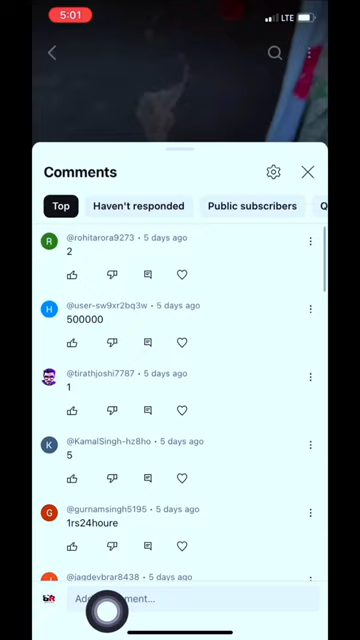 5:01
LTE
Comments
Top
Haven't responded
Public subscribers
Q
R
@rohitarora9273 • 5 days ago
2
H
@user-sw9xr2bq3w • 5 days ago
500000
@tirathjoshi7787 • 5 days ago
1
K
@KamalSingh-hz8ho • 5 days ago
5
G
@gurnamsingh5195 • 5 days ago
1rs24houre
@jagdevbrar8438 • 5 days ago